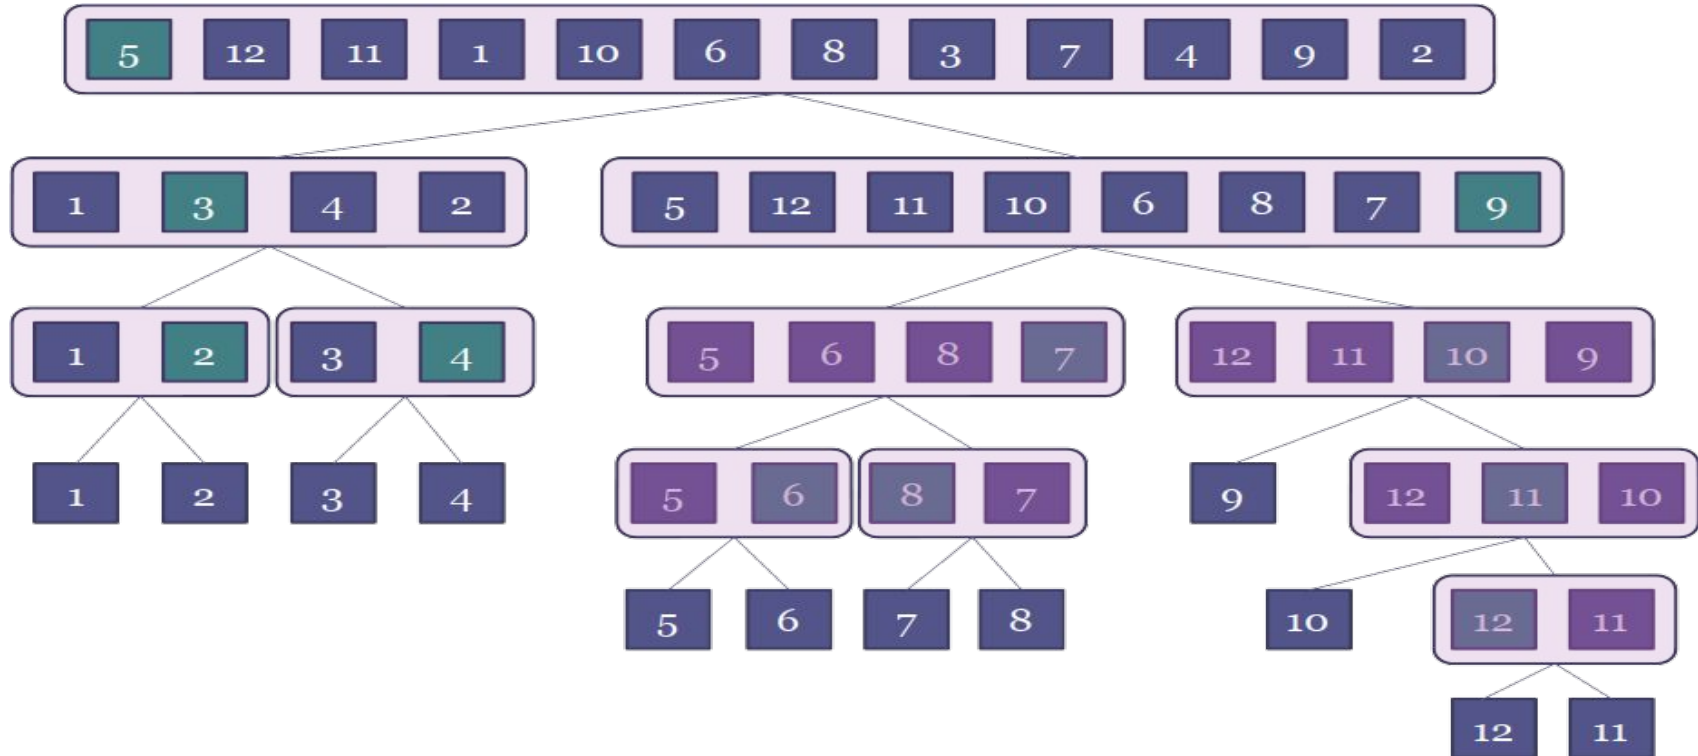 5 12 11 1 10 6 8 3 7 4 9 2
1 3 4 2 5 12 11 10 6 8 7 9
1 2 3 4 5 6 8 7 12 11 10 9
1 2 3 4 5 6 8 7 9 12 11 10
5 6 7 8 10 12 11
12 11